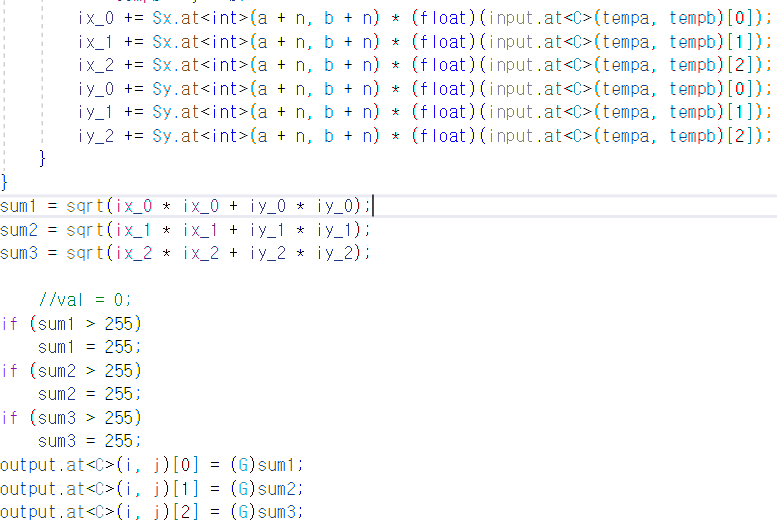 ix_0 += Sx.at<int>(a + n, b + n) * (float)(input.at<C>(tempa, tempb)[0]);
ix_1 += Sx.at<int>(a + n, b + n) * (float)(input.at<C>(tempa, tempb)[1]);
ix_2 += Sx.at<int>(a + n, b + n) * (float)(input.at<C>(tempa, tempb)[2]);
iy_0 += Sy.at<int>(a + n, b + n) * (float)(input.at<C>(tempa, tempb)[0]);
iy_1 += Sy.at<int>(a + n, b + n) * (float)(input.at<C>(tempa, tempb)[1]);
iy_2 += Sy.at<int>(a + n, b + n) * (float)(input.at<C>(tempa, tempb)[2]);
}
}
sum1 = sqrt(ix_0 * ix_0 + iy_0 * iy_0);
sum2 = sqrt(ix_1 * ix_1 + iy_1 * iy_1);
sum3 = sqrt(ix_2 * ix_2 + iy_2 * iy_2);
//val = 0;
if (sum1 > 255)
sum1 = 255;
if (sum2 > 255)
sum2 = 255;
if (sum3 > 255)
sum3 = 255;
output.at<C>(i, j)[0] = (G)sum1;
output.at<C>(i, j)[1] = (G)sum2;
output.at<C>(i, j)[2] = (G)sum3;